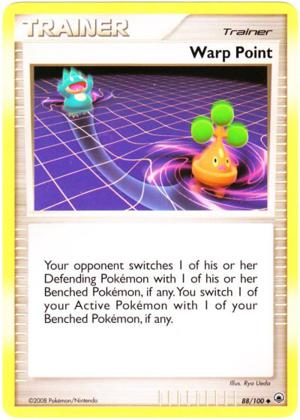 TRAINER
Trainer
Warp Point
Your opponent switches 1 of his or her
Defending Pokémon with 1 of his or her
Benched Pokémon, if any. You switch 1 of
your Active Pokémon with 1 of your
Benched Pokémon, if any.
Illus. Ryo Ueda
©2008 Pokémon/Nintendo
88/100